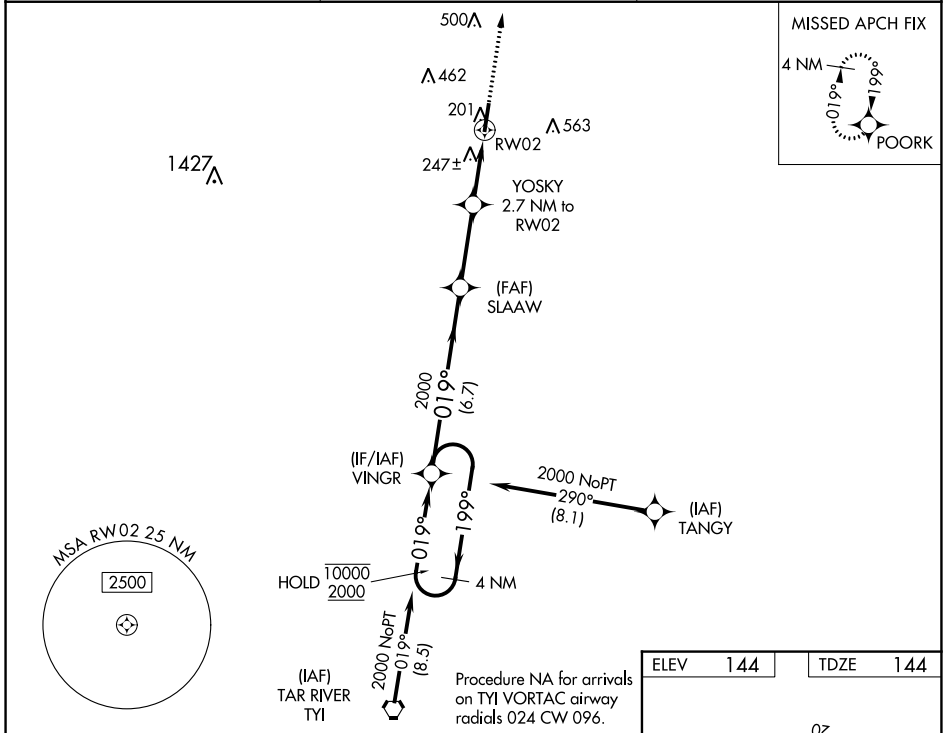 500
462
201
563
RW02
247±
1427
MISSED APCH FIX
4 NM
019°
199°
POORK
YOSKY
2.7 NM to
RW02
(FAF)
SLAAW
2000
019°
(6.7)
(IF/IAF)
VINGR
2000 NoPT
290°
(8.1)
(IAF)
TANGY
019°
199°
HOLD 10000
2000
4 NM
MSA RW02 25 NM
2500
2000 NoPT
019°
(8.5)
(IAF)
TAR RIVER
TYI
Procedure NA for arrivals
on TYI VORTAC airway
radials 024 CW 096.
ELEV 144
TDZE 144